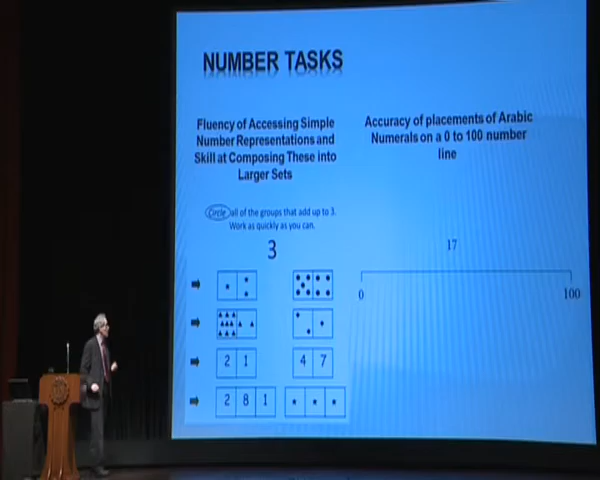 NUMBER TASKS
Fluency of Accessing Simple
Number Representations and
Skill at Composing These into
Larger Sets
Accuracy of placements of Arabic
Numerals on a 0 to 100 number
line
Circle all of the groups that add up to 3.
Work as quickly as you can.
3
17
0 100
2 1 4 7
2 8 1